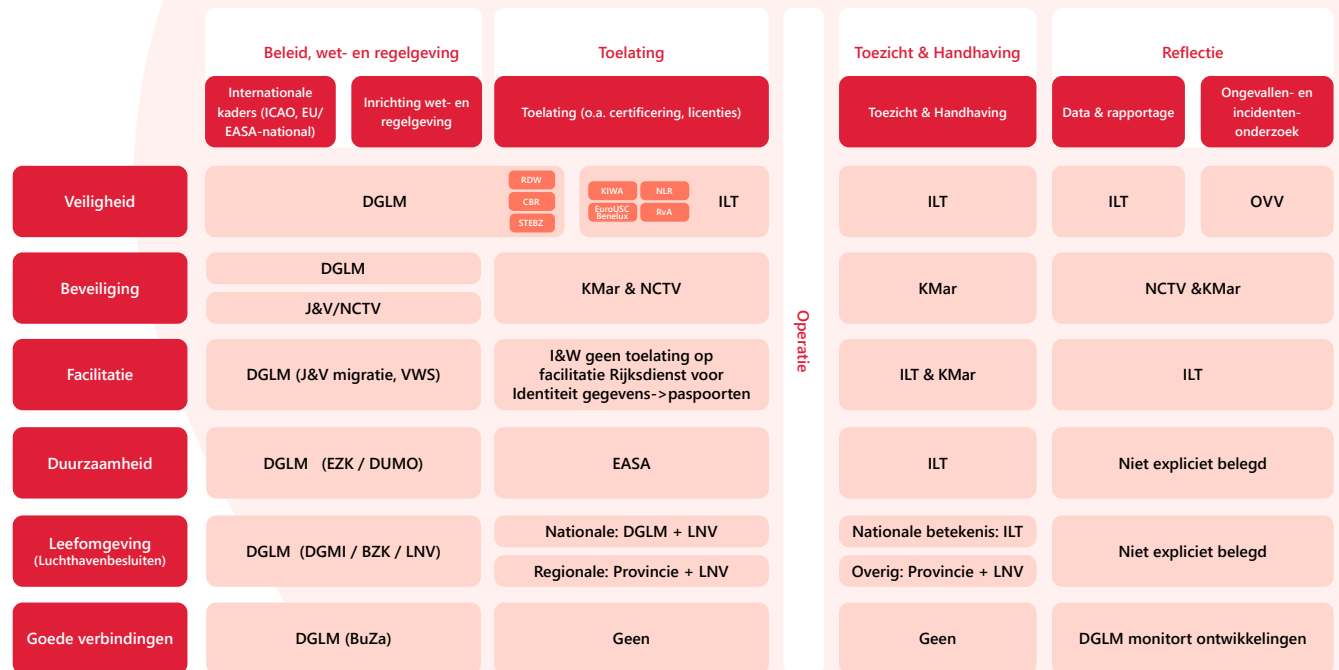 Beleid, wet- en regelgeving
Toelating
Toezicht & Handhaving
Reflectie
Internationale
kaders (ICAO, EU/
EASA-national)
Inrichting wet- en
regelgeving
Toelating (o.a. certificering, licenties)
Toezicht & Handhaving
Data & rapportage
Ongevallen- en
incidenten-
onderzoek
Operatie
Veiligheid
DGLM
RDW
CBR
STEBZ
KIWA
NLR
EuroUSC
Benelux
RvA
ILT
ILT
ILT
OVV
Beveiliging
DGLM
J&V/NCTV
KMar & NCTV
KMar
NCTV &KMar
Facilitatie
DGLM (J&V migratie, VWS)
I&W geen toelating op
facilitatie Rijksdienst voor
Identiteit gegevens->paspoorten
ILT & KMar
ILT
Duurzaamheid
DGLM (EZK / DUMO)
EASA
ILT
Niet expliciet belegd
Leefomgeving
(Luchthavenbesluiten)
DGLM (DGMI / BZK / LNV)
Nationale: DGLM + LNV
Regionale: Provincie + LNV
Nationale betekenis: ILT
Overig: Provincie + LNV
Niet expliciet belegd
Goede verbindingen
DGLM (BuZa)
Geen
Geen
DGLM monitort ontwikkelingen